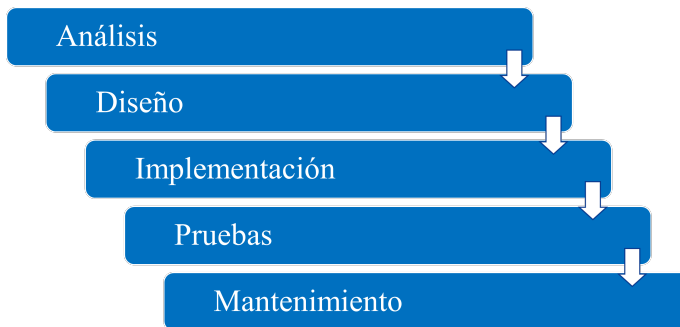 Análisis
Diseño
Implementación
Pruebas
Mantenimiento